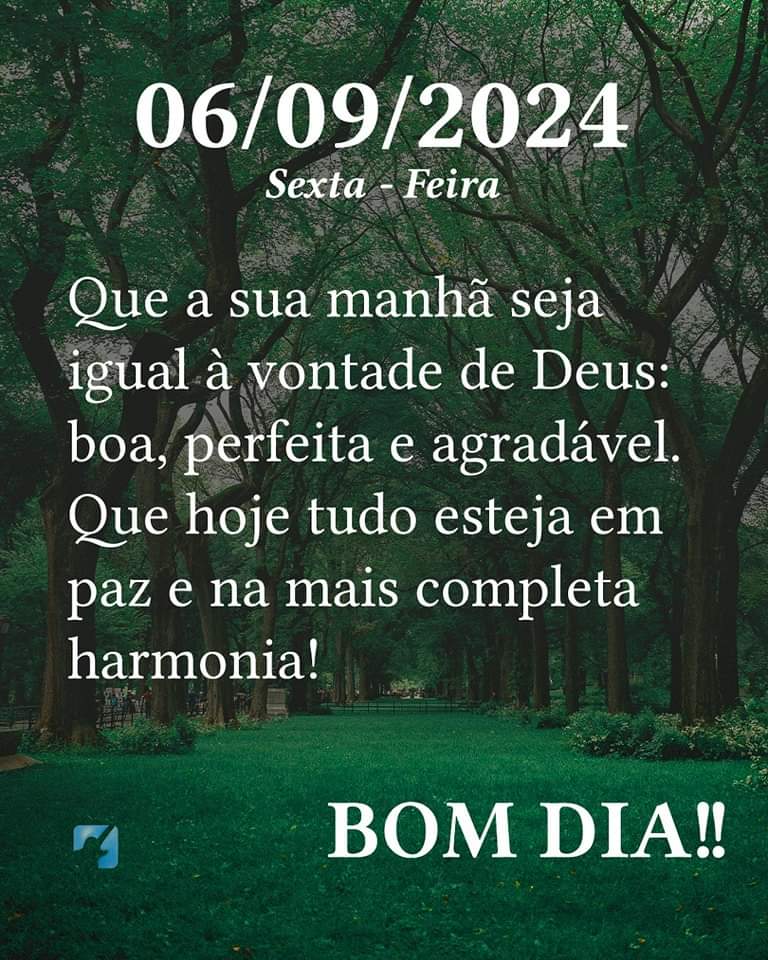 06/09/2024
Sexta - Feira
Que a sua manhã seja
igual à vontade de Deus:
boa, perfeita e agradável.
Que hoje tudo esteja em
paz e na mais completa
harmonia!
BOM DIA!!